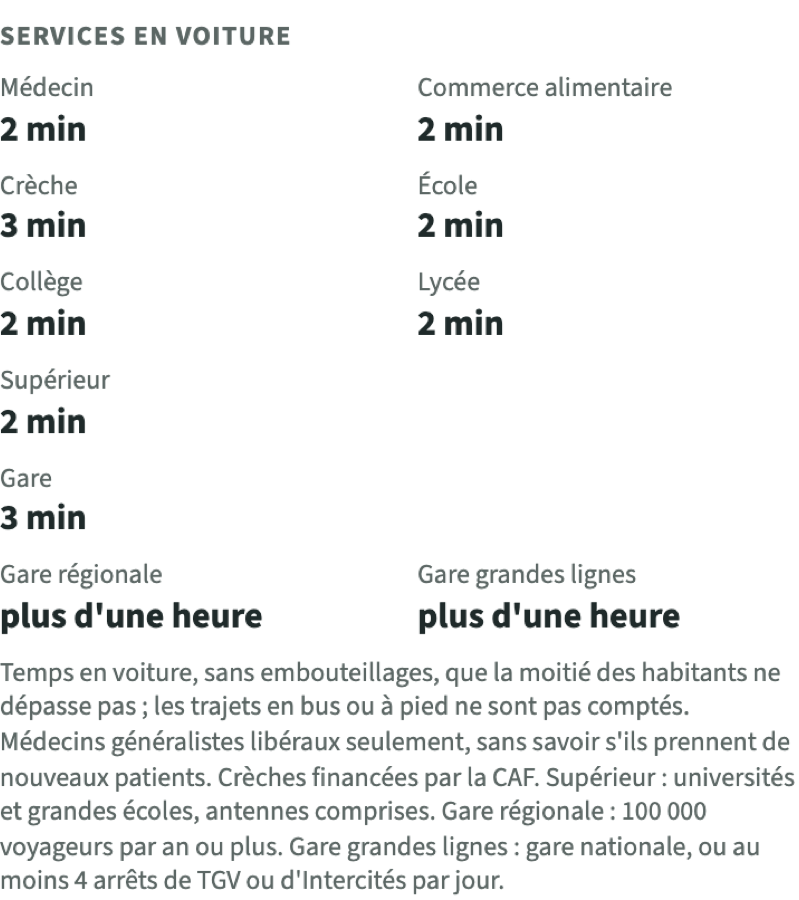 SERVICES EN VOITURE
Médecin
2 min
Commerce alimentaire
2 min
Crèche
3 min
École
2 min
Collège
2 min
Lycée
2 min
Supérieur
2 min
Gare
3 min
Gare régionale
plus d'une heure
Gare grandes lignes
plus d'une heure
Temps en voiture, sans embouteillages, que la moitié des habitants ne
dépasse pas ; les trajets en bus ou à pied ne sont pas comptés.
Médecins généralistes libéraux seulement, sans savoir s'ils prennent de
nouveaux patients. Crèches financées par la CAF. Supérieur : universités
et grandes écoles, antennes comprises. Gare régionale : 100 000
voyageurs par an ou plus. Gare grandes lignes : gare nationale, ou au
moins 4 arrêts de TGV ou d'Intercités par jour.